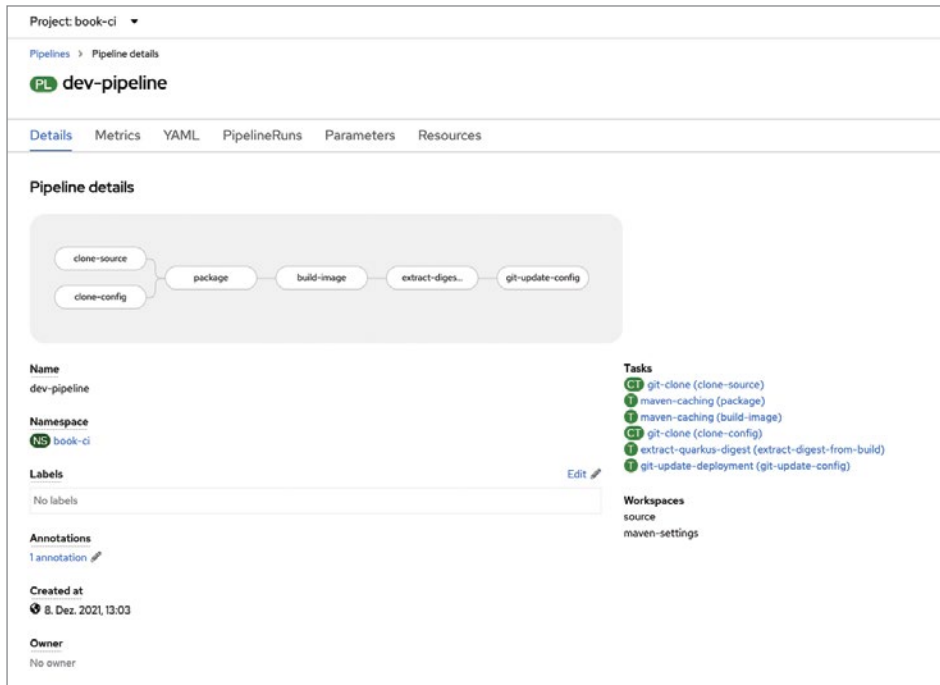 Project: book-ci
Pipelines > Pipeline details
PL dev-pipeline
Details Metrics YAML PipelineRuns Parameters Resources
Pipeline details
clone-source
clone-config
package
build-image
extract-diges...
git-update-config
Name
dev-pipeline
Namespace
NS book-ci
Labels
Edit
No labels
Annotations
1 annotation
Created at
8. Dez. 2021, 13:03
Owner
No owner
Tasks
CT git-clone (clone-source)
T maven-caching (package)
T maven-caching (build-image)
CT git-clone (clone-config)
T extract-quarkus-digest (extract-digest-from-build)
T git-update-deployment (git-update-config)
Workspaces
source
maven-settings